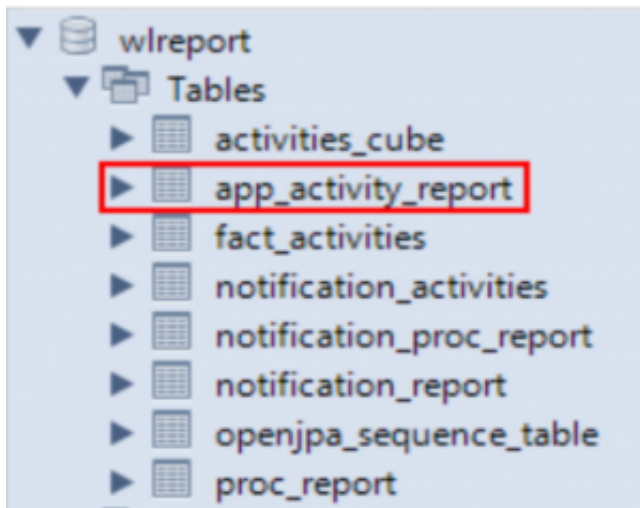 wlreport
Tables
activities_cube
app_activity_report
fact_activities
notification_activities
notification_proc_report
notification_report
openjpa_sequence_table
proc_report